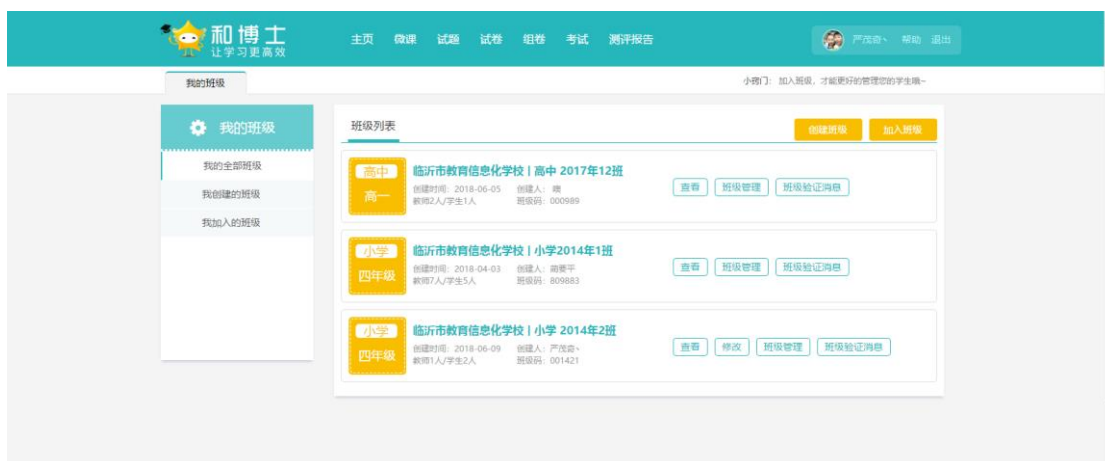 和博士
让学习更高效
主页 微课 试题 试卷 组卷 考试 测评报告
严茂奇丶 帮助 退出
我的班级
小窍门：加入班级，才能更好的管理您的学生哦~
我的班级
我的全部班级
我创建的班级
我加入的班级
班级列表
创建班级 加入班级
高中
高一
临沂市教育信息化学校 | 高中 2017年12班
创建时间：2018-06-05 创建人：
教师2人/学生1人 班级码：000989
查看 班级管理 班级验证消息
小学
四年级
临沂市教育信息化学校 | 小学2014年1班
创建时间：2018-04-03 创建人：
教师7人/学生5人 班级码：809883
查看 班级管理 班级验证消息
小学
四年级
临沂市教育信息化学校 | 小学 2014年2班
创建时间：2018-06-09 创建人：严茂奇丶
教师1人/学生2人 班级码：001421
查看 修改 班级管理 班级验证消息